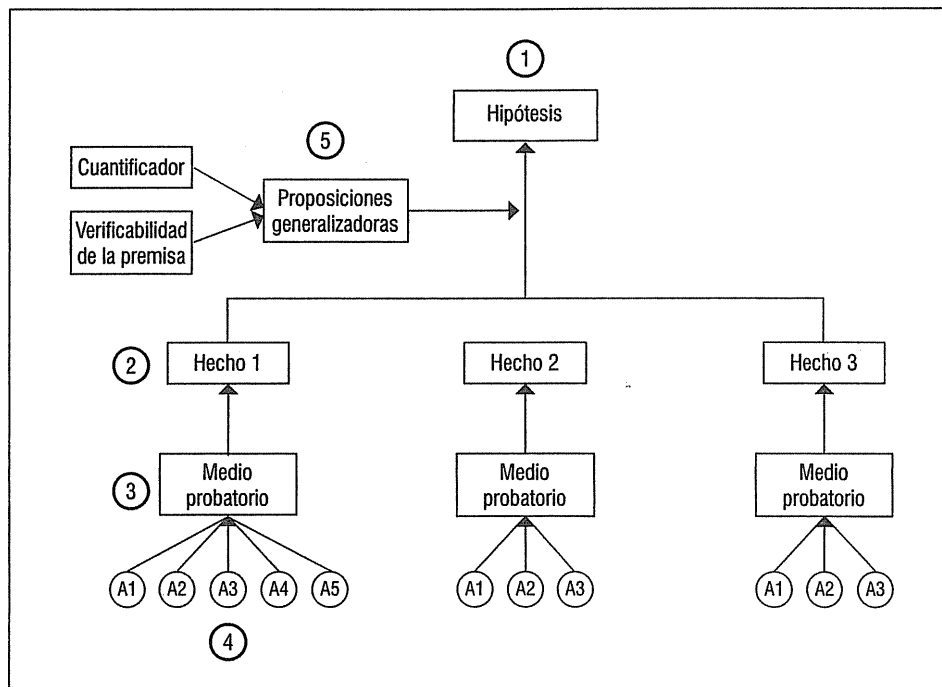 1
Hipótesis
5
Cuantificador
Proposiciones
generalizadoras
Verificabilidad
de la premisa
2
Hecho 1
Hecho 2
Hecho 3
3
Medio
probatorio
Medio
probatorio
Medio
probatorio
A1 A2 A3 A4 A5
A1 A2 A3
A1 A2 A3
4